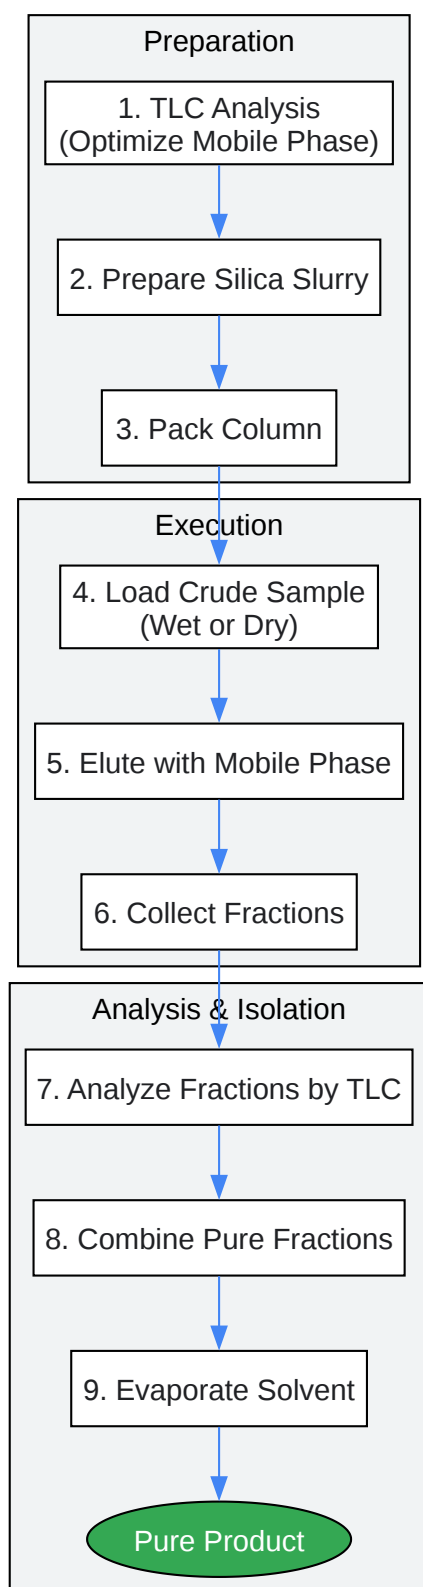 Preparation
1. TLC Analysis
(Optimize Mobile Phase)
2. Prepare Silica Slurry
3. Pack Column
Execution
4. Load Crude Sample
(Wet or Dry)
5. Elute with Mobile Phase
6. Collect Fractions
Analysis & Isolation
7. Analyze Fractions by TLC
8. Combine Pure Fractions
9. Evaporate Solvent
Pure Product